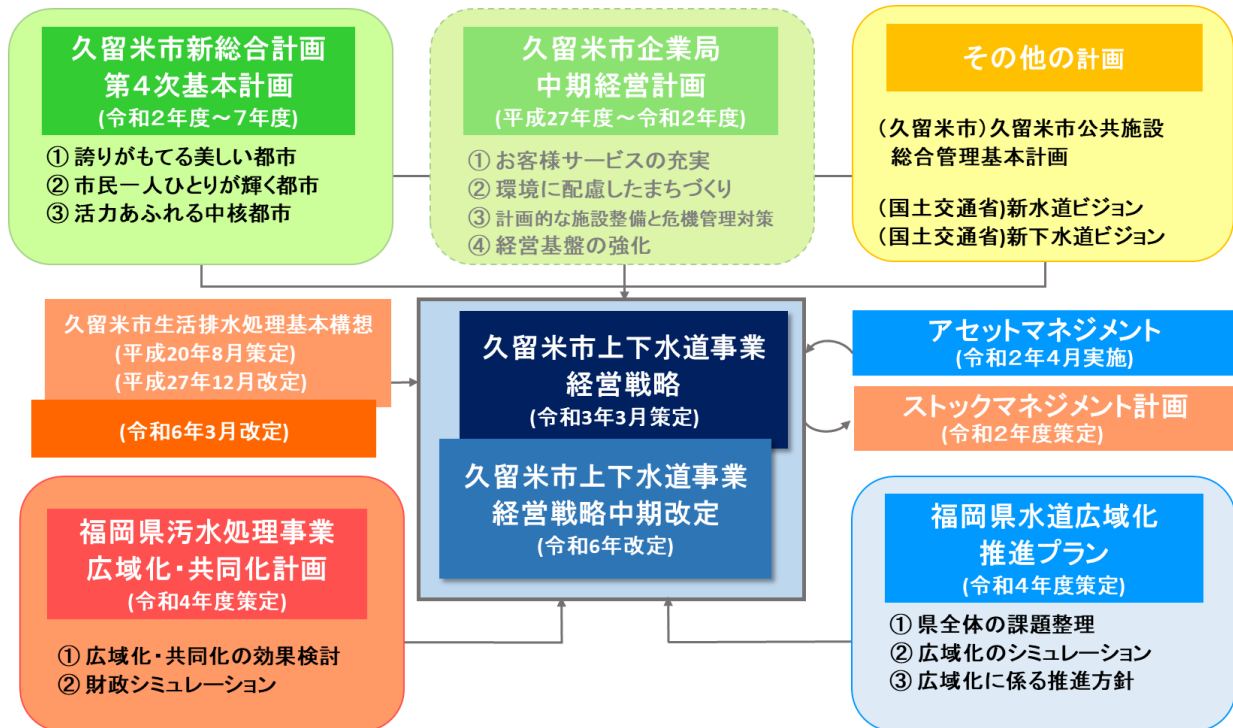 久留米市新総合計画
第4次基本計画
(令和2年度～7年度)
① 誇りがもてる美しい都市
② 市民一人ひとりが輝く都市
③ 活力あふれる中核都市
久留米市企業局
中期経営計画
(平成27年度～令和2年度)
① お客様サービスの充実
② 環境に配慮したまちづくり
③ 計画的な施設整備と危機管理対策
④ 経営基盤の強化
その他の計画
(久留米市)久留米市公共施設
総合管理基本計画
(国土交通省)新水道ビジョン
(国土交通省)新下水道ビジョン
久留米市生活排水処理基本構想
(平成20年8月策定)
(平成27年12月改定)
(令和6年3月改定)
久留米市上下水道事業
経営戦略
(令和3年3月策定)
久留米市上下水道事業
経営戦略中期改定
(令和6年改定)
アセットマネジメント
(令和2年4月実施)
ストックマネジメント計画
(令和2年度策定)
福岡県汚水処理事業
広域化・共同化計画
(令和4年度策定)
① 広域化・共同化の効果検討
② 財政シミュレーション
福岡県水道広域化
推進プラン
(令和4年度策定)
① 県全体の課題整理
② 広域化のシミュレーション
③ 広域化に係る推進方針